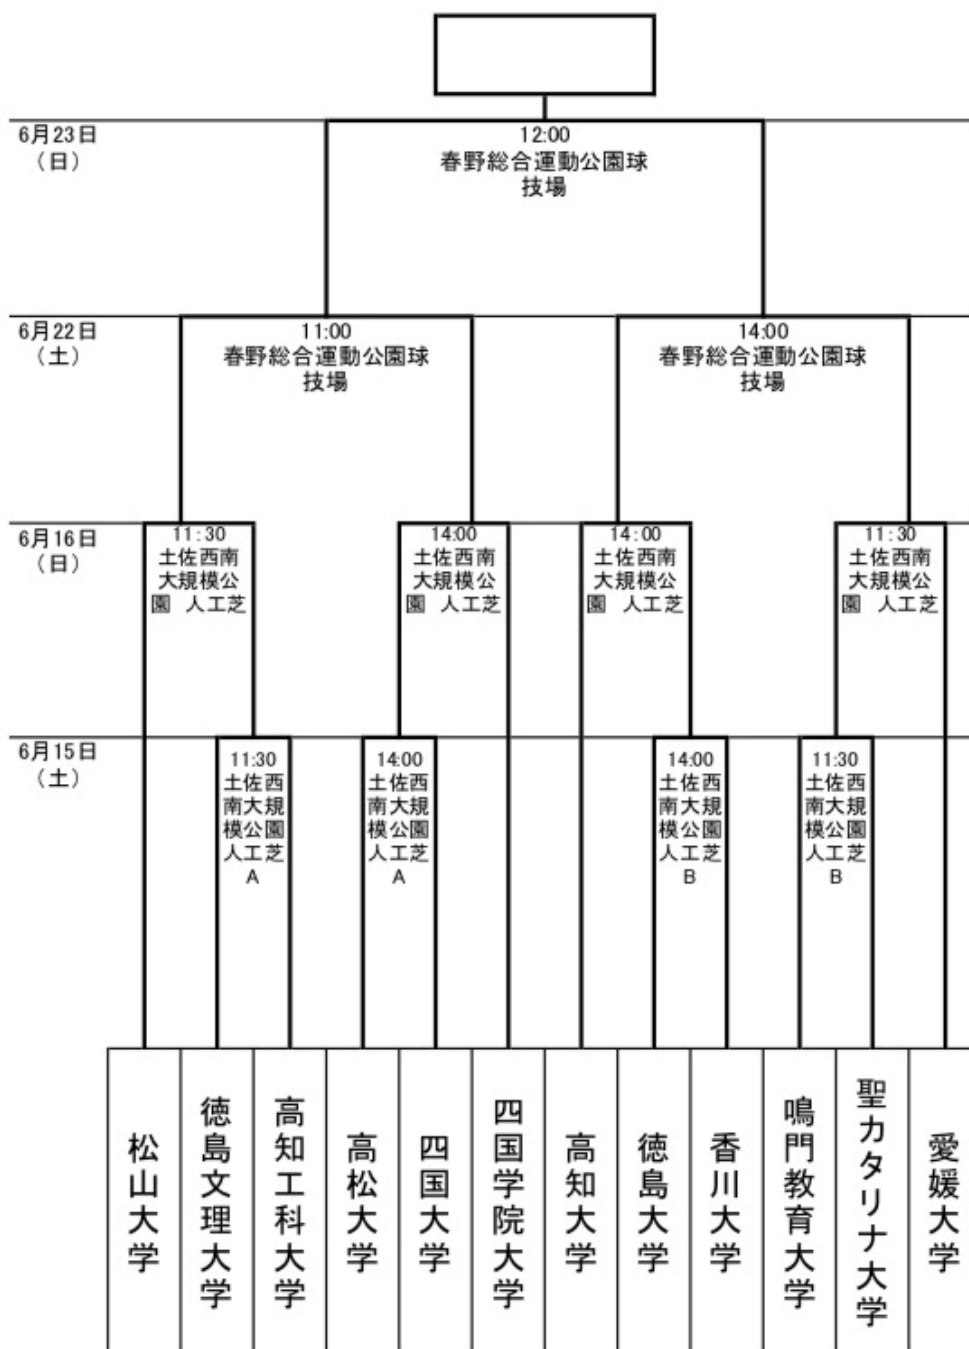 6月23日
（日）
12:00
春野総合運動公園球
技場
6月22日
（土）
11:00
春野総合運動公園球
技場
14:00
春野総合運動公園球
技場
6月16日
（日）
11:30
土佐西南
大規模公
園 人工芝
14:00
土佐西南
大規模公
園 人工芝
14:00
土佐西南
大規模公
園 人工芝
11:30
土佐西南
大規模公
園 人工芝
6月15日
（土）
11:30
土佐西
南大規
模公園
人工芝
A
14:00
土佐西
南大規
模公園
人工芝
A
14:00
土佐西
南大規
模公園
人工芝
B
11:30
土佐西
南大規
模公園
人工芝
B
松山大学
徳島文理大学
高知工科大学
高松大学
四国大学
四国学院大学
高知大学
徳島大学
香川大学
鳴門教育大学
聖カタリナ大学
愛媛大学